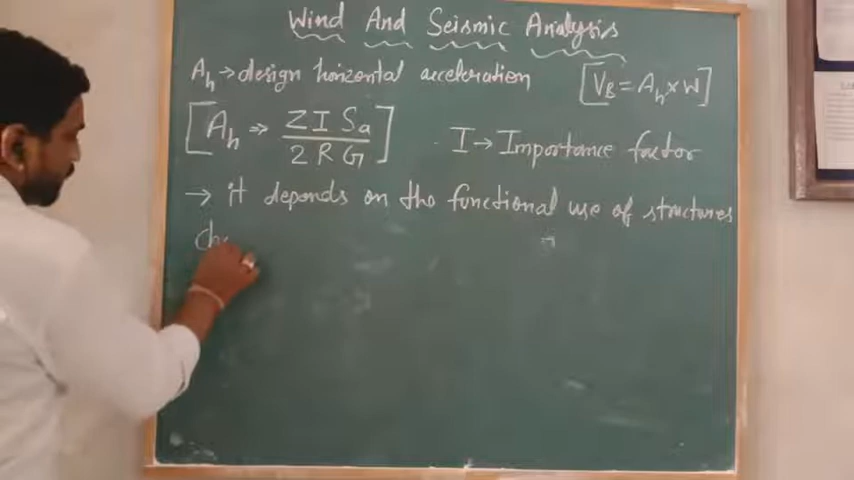 Wind And Seismic Analysis
Ah → design horizontal acceleration [VB = Ah × W]
[Ah → Z I Sa / 2 R G] I → Importance factor
→ it depends on the functional use of structures